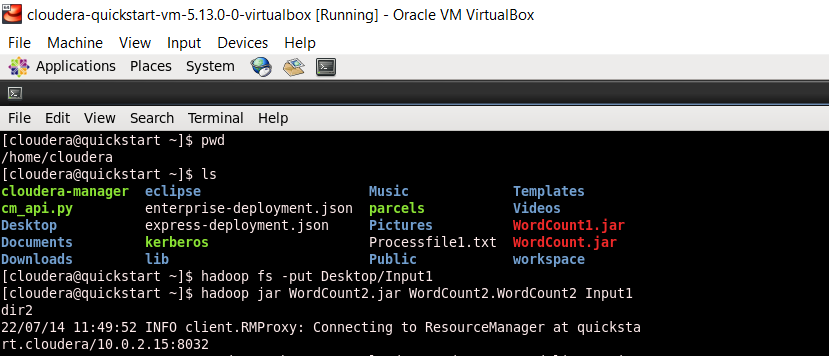 cloudera-quickstart-vm-5.13.0-0-virtualbox [Running] - Oracle VM VirtualBox
File Machine View Input Devices Help
Applications Places System
File Edit View Search Terminal Help
[cloudera@quickstart ~]$ pwd
/home/cloudera
[cloudera@quickstart ~]$ ls
cloudera-manager eclipse Music Templates
cm_api.py enterprise-deployment.json parcels Videos
Desktop express-deployment.json Pictures WordCount1.jar
Documents kerberos Processfile1.txt WordCount.jar
Downloads lib Public workspace
[cloudera@quickstart ~]$ hadoop fs -put Desktop/Input1
[cloudera@quickstart ~]$ hadoop jar WordCount2.jar WordCount2.WordCount2 Input1
dir2
22/07/14 11:49:52 INFO client.RMProxy: Connecting to ResourceManager at quicksta
rt.cloudera/10.0.2.15:8032